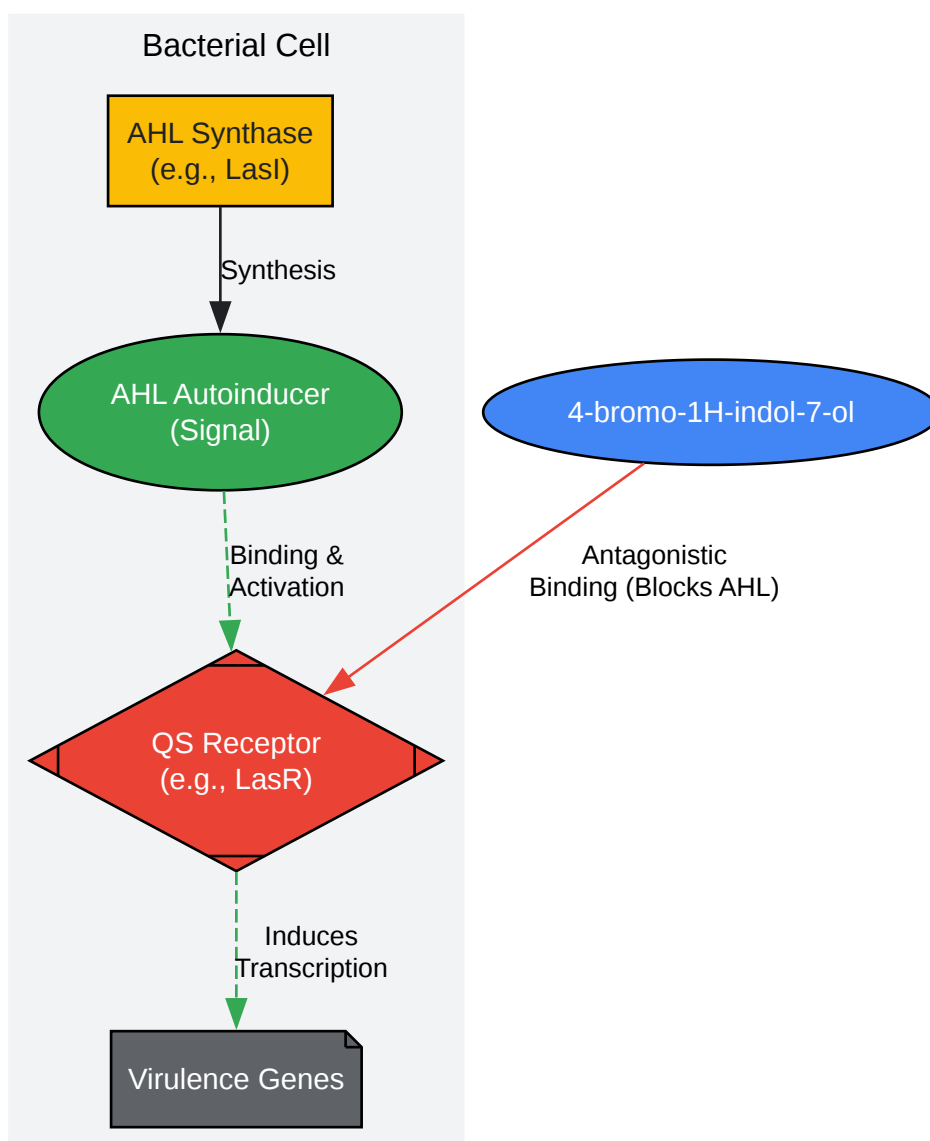 Bacterial Cell
AHL Synthase
(e.g., LasI)
Synthesis
AHL Autoinducer
(Signal)
4-bromo-1H-indol-7-ol
Binding &
Activation
Antagonistic
Binding (Blocks AHL)
QS Receptor
(e.g., LasR)
Induces
Transcription
Virulence Genes